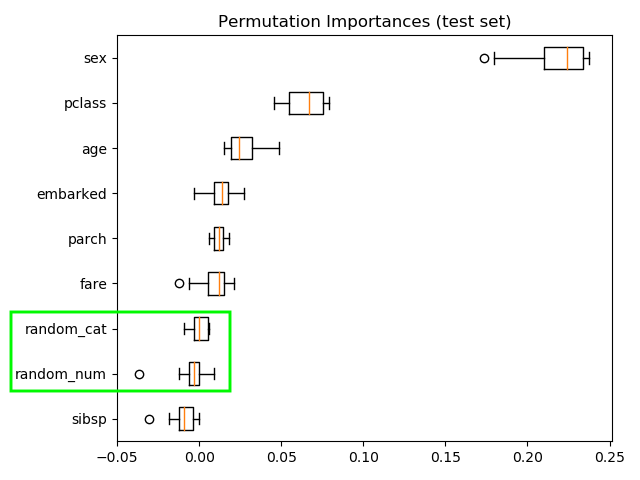 Permutation Importances (test set)
sex
pclass
age
embarked
parch
fare
random_cat
random_num
sibsp
−0.05 0.00 0.05 0.10 0.15 0.20 0.25